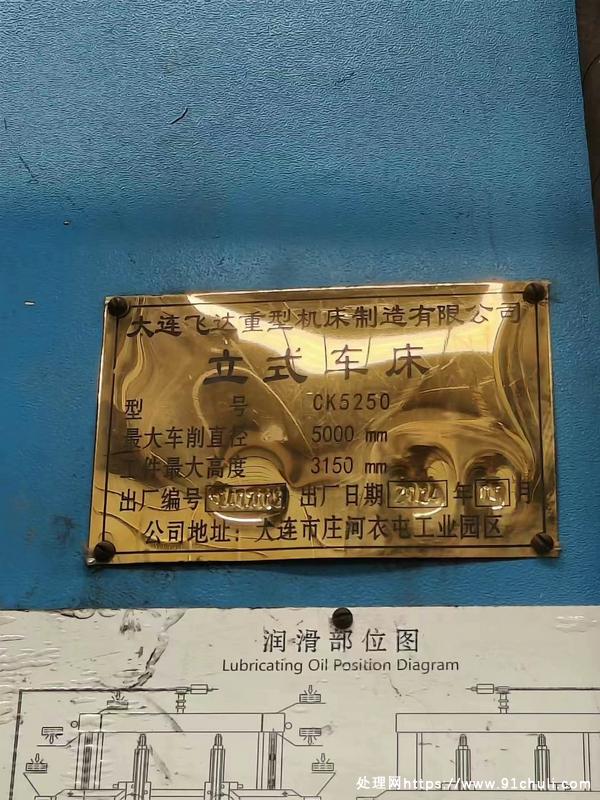 大连飞达重型机床制造有限公司
立式车床
型 号 CK5250
最大车削直径 5000 mm
工件最大高度 3150 mm
出厂编号 出厂日期 年 月
公司地址：大连市庄河衣屯工业园区
润滑部位图
Lubricating Oil Position Diagram
处理网https://www.91chuli.com